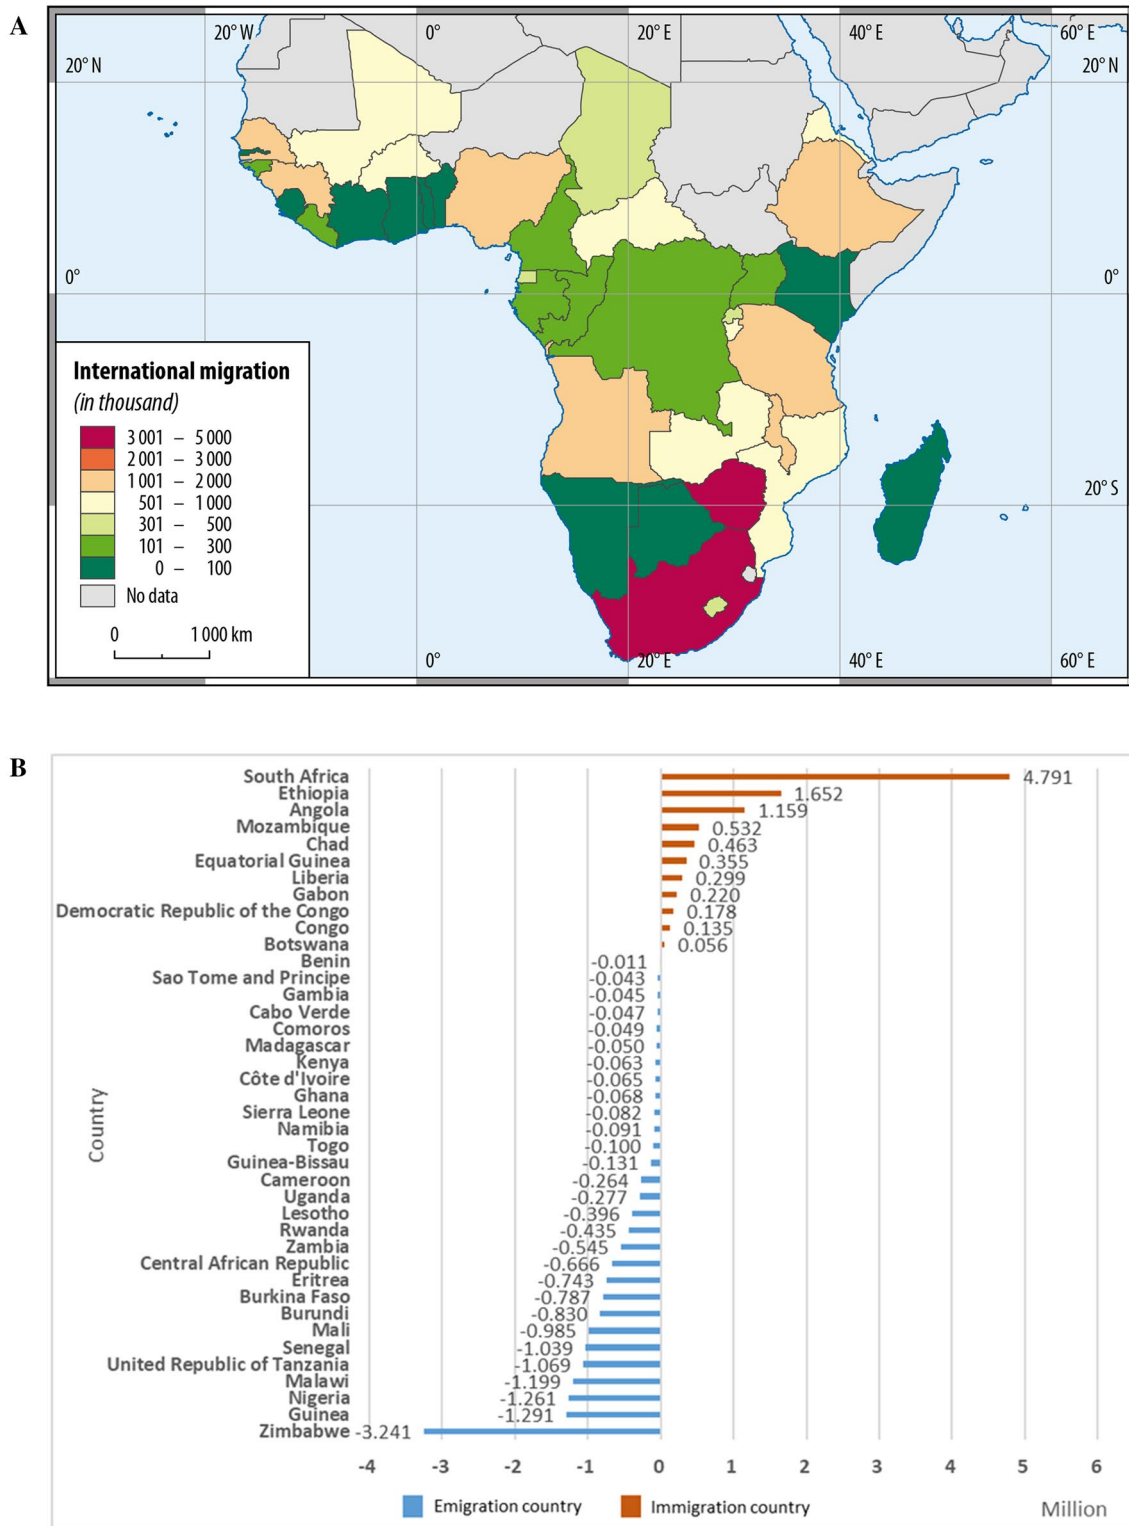 A
20° W
0°
20° E
40° E
60° E
20° N
20° N
0°
0°
International migration
(in thousand)
3 001 – 5 000
2 001 – 3 000
1 001 – 2 000
501 – 1 000
301 – 500
101 – 300
0 – 100
No data
0 1 000 km
20° S
0°
20° E
40° E
60° E
B
South Africa 4.791
Ethiopia 1.652
Angola 1.159
Mozambique 0.532
Chad 0.463
Equatorial Guinea 0.355
Liberia 0.299
Gabon 0.220
Democratic Republic of the Congo 0.178
Congo 0.135
Botswana 0.056
Benin -0.011
Sao Tome and Principe -0.043
Gambia -0.045
Cabo Verde -0.047
Comoros -0.049
Madagascar -0.050
Kenya -0.063
Côte d'Ivoire -0.065
Ghana -0.068
Sierra Leone -0.082
Namibia -0.091
Togo -0.100
Guinea-Bissau -0.131
Cameroon -0.264
Uganda -0.277
Lesotho -0.396
Rwanda -0.435
Zambia -0.545
Central African Republic -0.666
Eritrea -0.743
Burkina Faso -0.787
Burundi -0.830
Mali -0.985
Senegal -1.039
United Republic of Tanzania -1.069
Malawi -1.199
Nigeria -1.261
Guinea -1.291
Zimbabwe -3.241
Country
-4 -3 -2 -1 0 1 2 3 4 5 6
Emigration country Immigration country
Million